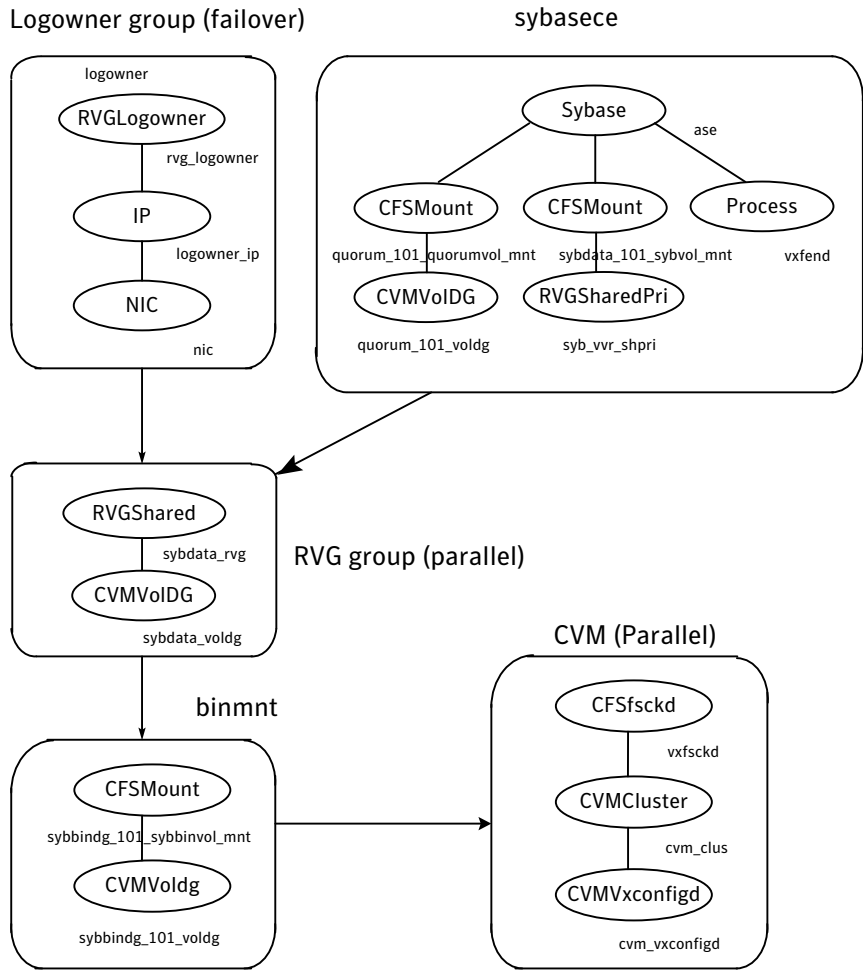 Logowner group (failover)
sybasece
logowner
RVGLogowner
rvg_logowner
IP
logowner_ip
NIC
nic
Sybase
ase
CFSMount
CFSMount
Process
quorum_101_quorumvol_mnt
sybdata_101_sybvol_mnt
vxfend
CVMVolDG
RVGSharedPri
quorum_101_voldg
syb_vvr_shpri
RVGShared
sybdata_rvg
CVMVolDG
sybdata_voldg
RVG group (parallel)
binmnt
CFSMount
sybbindg_101_sybbinvol_mnt
CVMVoldg
sybbindg_101_voldg
CVM (Parallel)
CFSfsckd
vxfsckd
CVMCluster
cvm_clus
CVMVxconfigd
cvm_vxconfigd